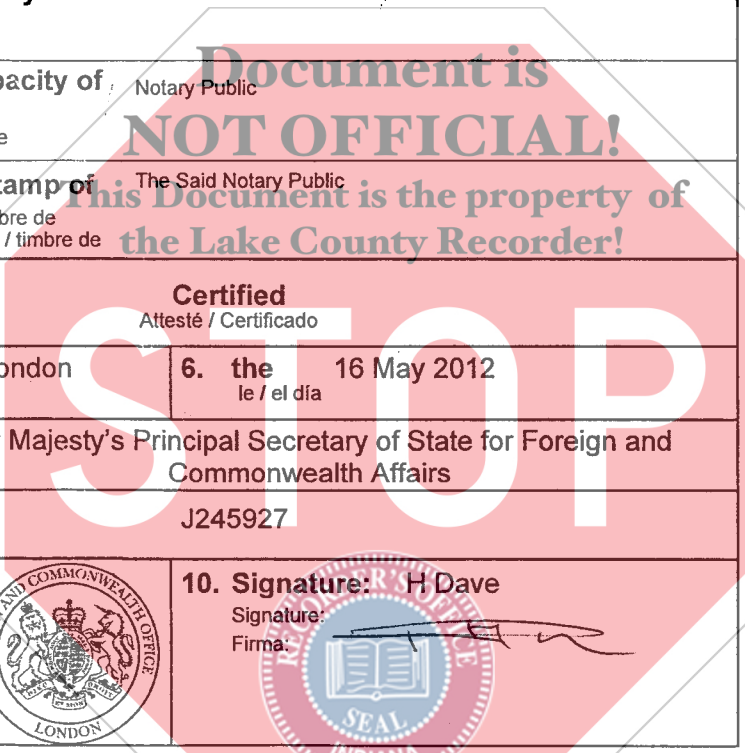 Document is
pacity of Notary Public
NOT OFFICIAL!
e
tamp of The Said Notary Public
This Document is the property of
bre de
/ timbre de
the Lake County Recorder!
Certified
Attesté / Certificado
STOP
ondon
6. the 16 May 2012
le / el día
Majesty's Principal Secretary of State for Foreign and
Commonwealth Affairs
J245927
AND COMMONWEALTH OFFICE
LONDON
10. Signature: H Dave
Signature:
Firma:
RECORDER'S OFFICE
SEAL
INDIANA